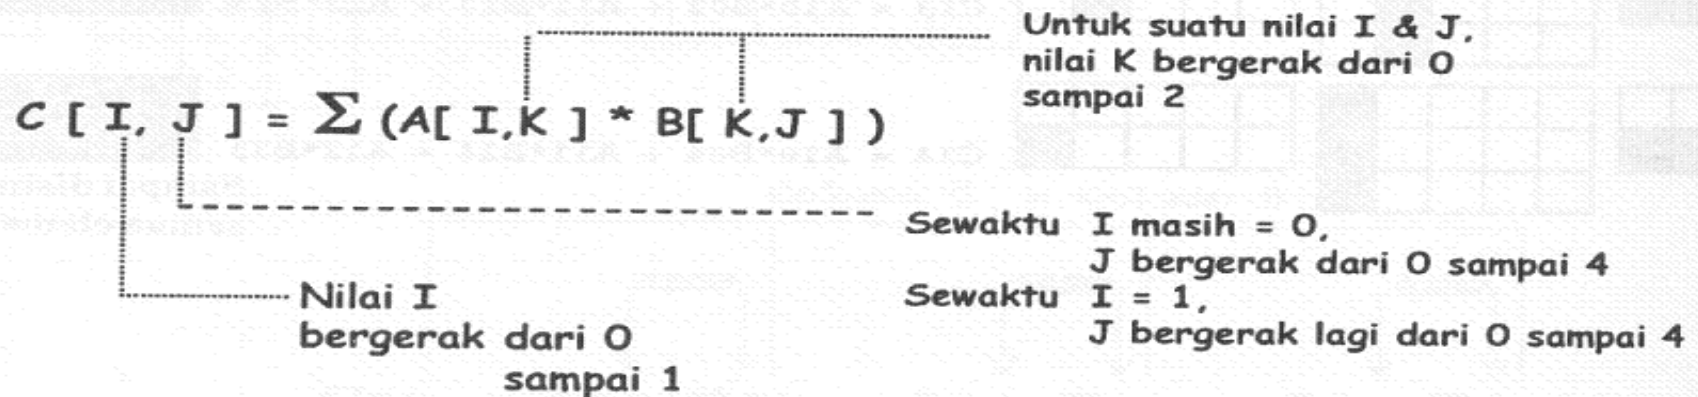 Untuk suatu nilai I & J,
nilai K bergerak dari 0
sampai 2
C [ I, J ] = Σ (A[ I,K ] * B[ K,J ] )
Sewaktu I masih = 0,
J bergerak dari 0 sampai 4
Sewaktu I = 1,
J bergerak lagi dari 0 sampai 4
Nilai I
bergerak dari 0
sampai 1